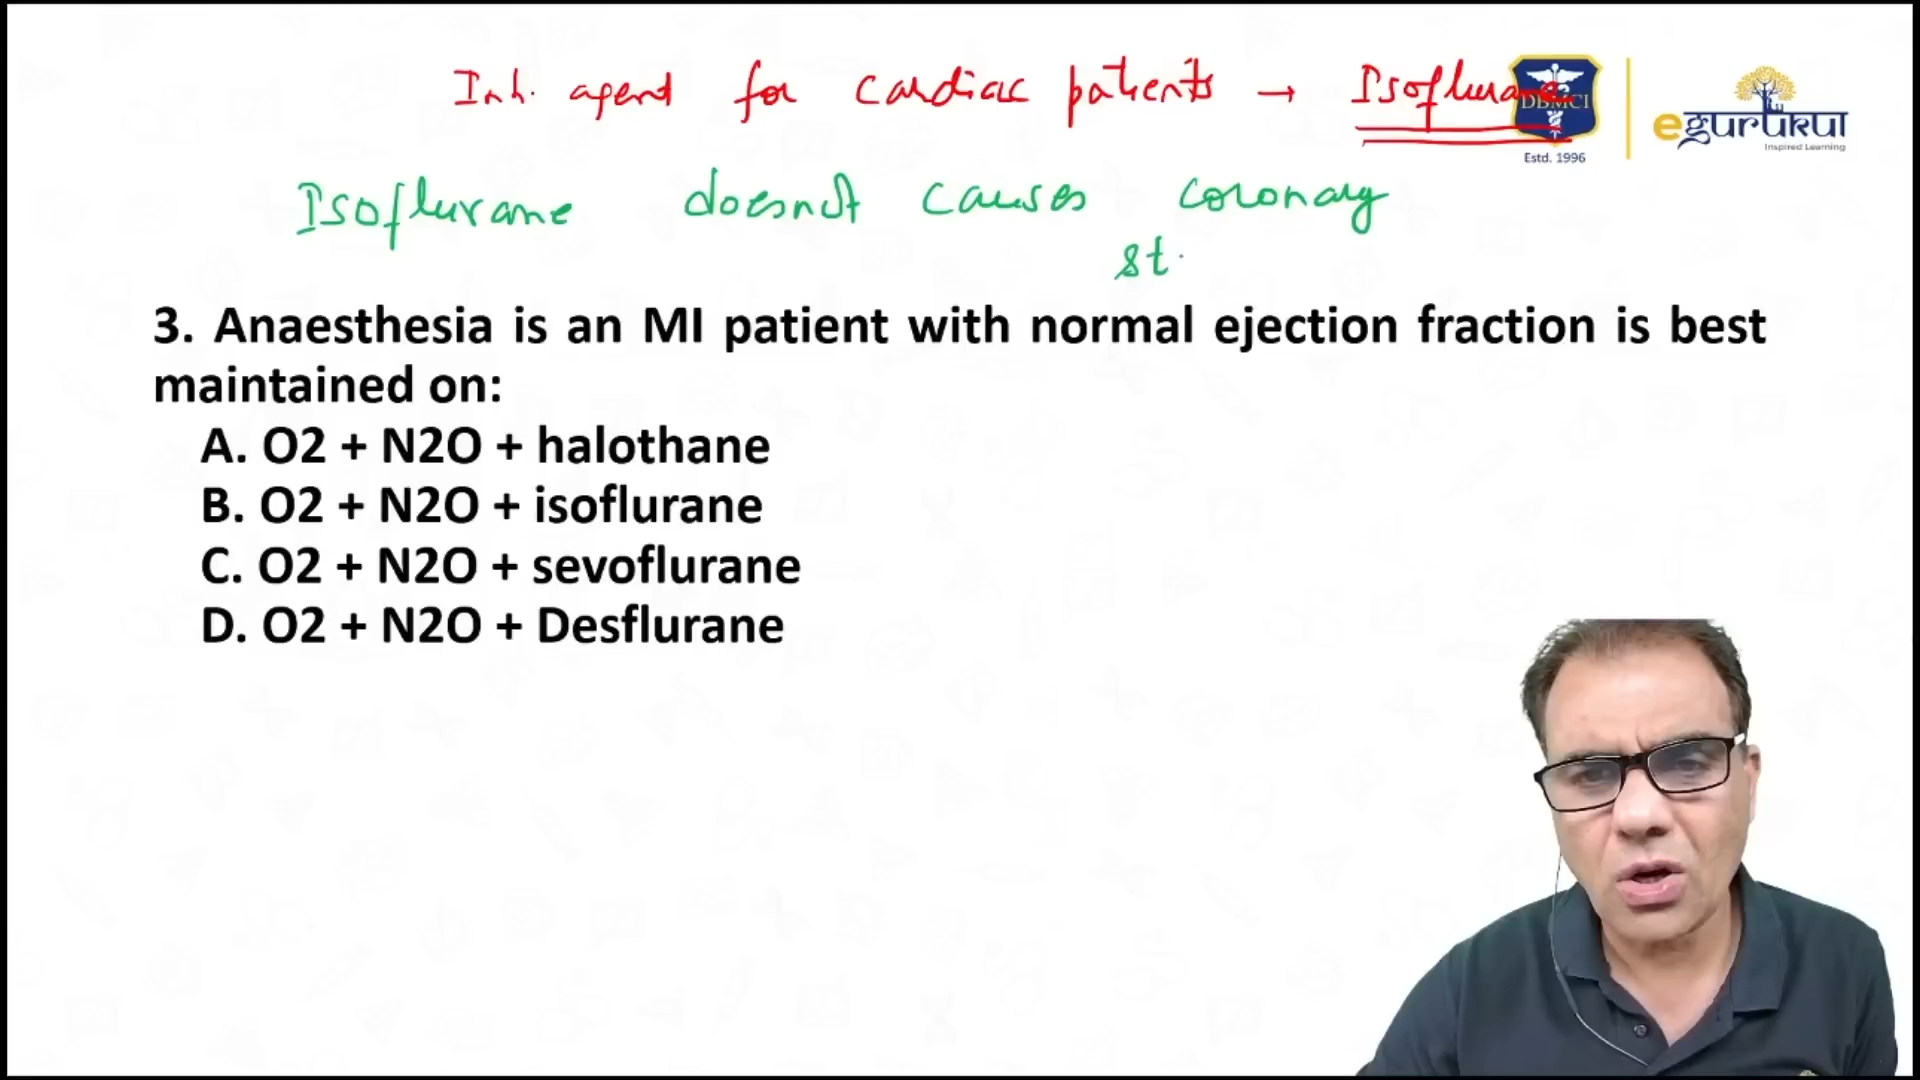 Inh. agent for cardiac patients → Isoflurane
DBMCI
Estd. 1996
egurukul
Inspired Learning
Isoflurane doesnot causes coronary
st.
3. Anaesthesia is an MI patient with normal ejection fraction is best
maintained on:
A. O2 + N2O + halothane
B. O2 + N2O + isoflurane
C. O2 + N2O + sevoflurane
D. O2 + N2O + Desflurane